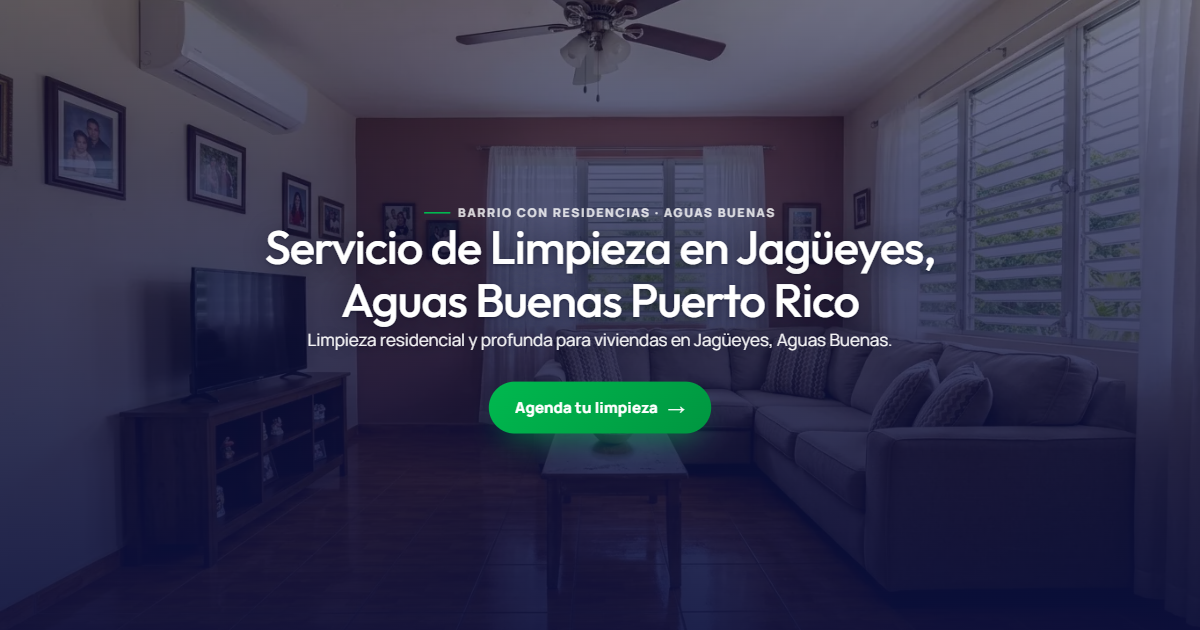 BARRIO CON RESIDENCIAS · AGUAS BUENAS
Servicio de Limpieza en Jagüeyes,
Aguas Buenas Puerto Rico
Limpieza residencial y profunda para viviendas en Jagüeyes, Aguas Buenas.
Agenda tu limpieza →